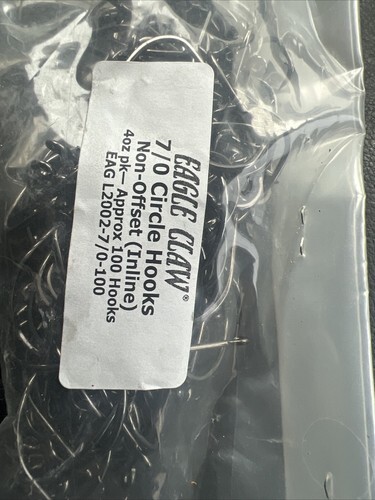 EAGLE CLAW®
7/0 Circle Hooks
Non-Offset (Inline)
4oz pk— Approx 100 Hooks
EAG L2002-7/0-100